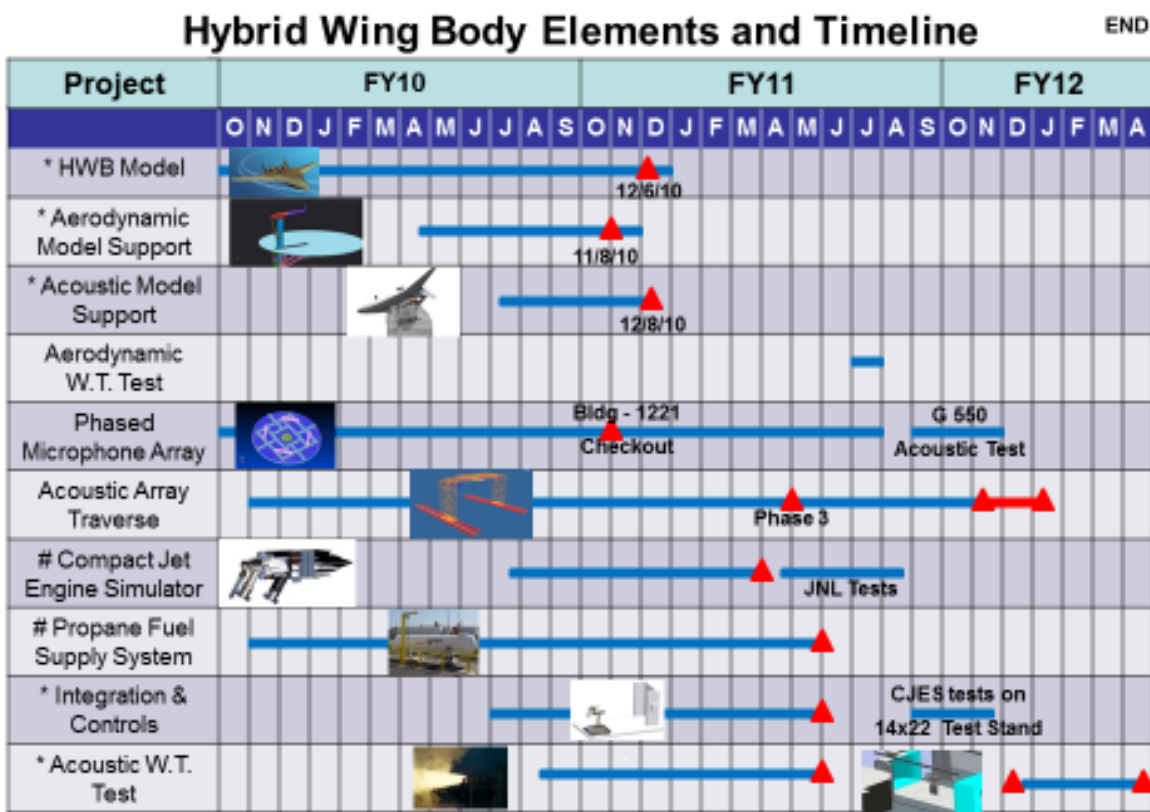 Hybrid Wing Body Elements and Timeline
END
Project FY10 FY11 FY12
O N D J F M A M J J A S O N D J F M A M J J A S O N D J F M A
* HWB Model
12/6/10
* Aerodynamic
Model Support
11/8/10
* Acoustic Model
Support
12/8/10
Aerodynamic
W.T. Test
Phased
Microphone Array
Bldg - 1221
Checkout
G 550
Acoustic Test
Acoustic Array
Traverse
Phase 3
# Compact Jet
Engine Simulator
JNL Tests
# Propane Fuel
Supply System
* Integration &
Controls
CJES tests on
14x22 Test Stand
* Acoustic W.T.
Test